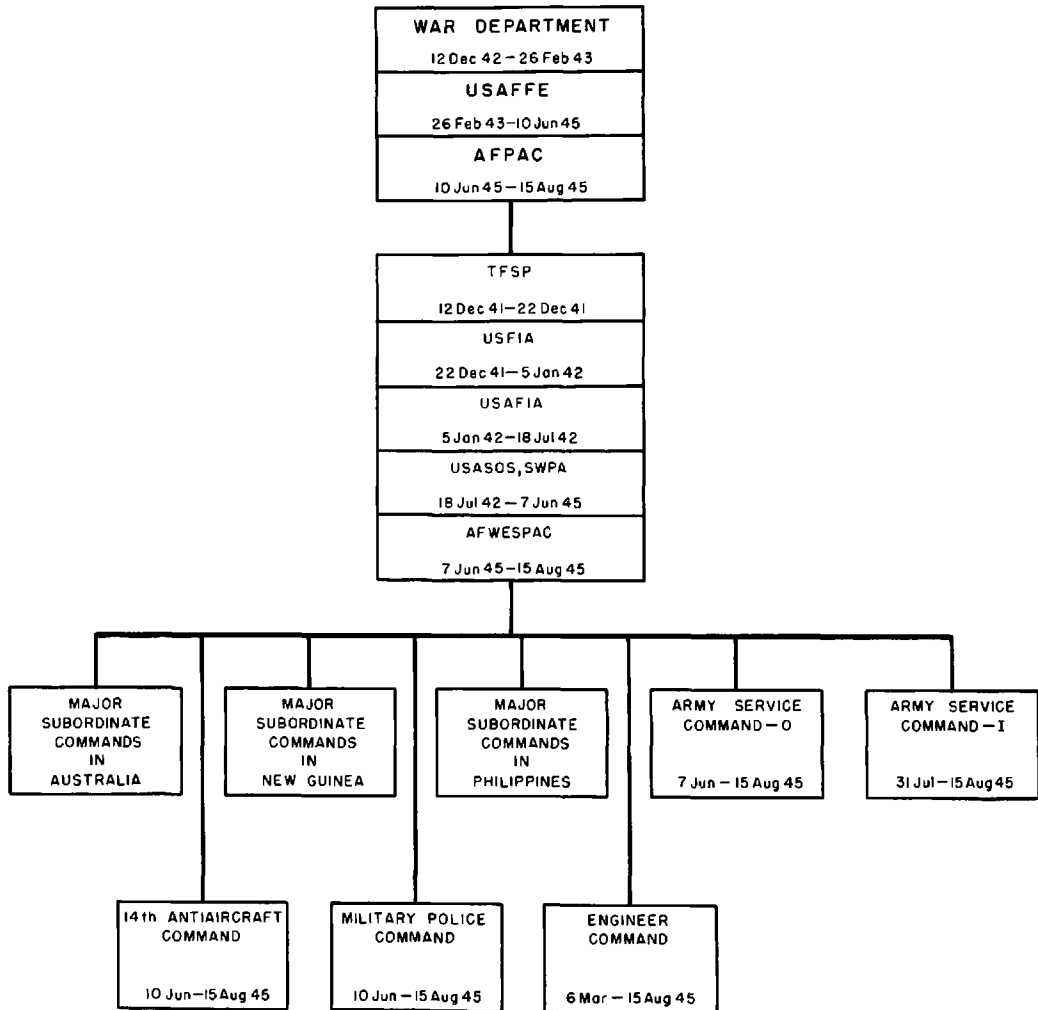 WAR DEPARTMENT
12 Dec 42–26 Feb 43
USAFFE
26 Feb 43–10 Jun 45
AFPAC
10 Jun 45–15 Aug 45
TFSP
12 Dec 41–22 Dec 41
USFIA
22 Dec 41–5 Jan 42
USAFIA
5 Jan 42–18 Jul 42
USASOS, SWPA
18 Jul 42–7 Jun 45
AFWESPAC
7 Jun 45–15 Aug 45
MAJOR
SUBORDINATE
COMMANDS
IN
AUSTRALIA
MAJOR
SUBORDINATE
COMMANDS
IN
NEW GUINEA
MAJOR
SUBORDINATE
COMMANDS
IN
PHILIPPINES
ARMY SERVICE
COMMAND–O
7 Jun–15 Aug 45
ARMY SERVICE
COMMAND–I
31 Jul–15 Aug 45
14th ANTIAIRCRAFT
COMMAND
10 Jun–15 Aug 45
MILITARY POLICE
COMMAND
10 Jun–15 Aug 45
ENGINEER
COMMAND
6 Mar–15 Aug 45